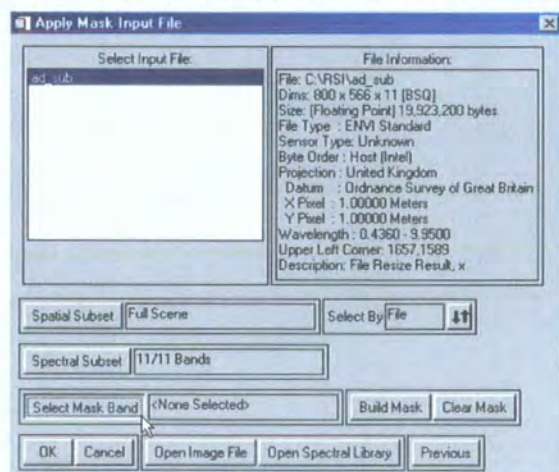 Apply Mask Input File
Select Input File:
ad_sub
File Information:
File: C:\RSI\ad_sub
Dims: 800 x 566 x 11 [BSQ]
Size: [Floating Point] 19,923,200 bytes.
File Type : ENVI Standard
Sensor Type: Unknown
Byte Order : Host (Intel)
Projection : United Kingdom
Datum : Ordnance Survey of Great Britain
X Pixel : 1.00000 Meters
Y Pixel : 1.00000 Meters
Wavelength : 0.4360 - 9.9500
Upper Left Corner: 1657,1589
Description: File Resize Result, x
Spatial Subset Full Scene
Select By File
Spectral Subset 11/11 Bands
Select Mask Band <None Selected>
Build Mask Clear Mask
OK Cancel Open Image File Open Spectral Library Previous